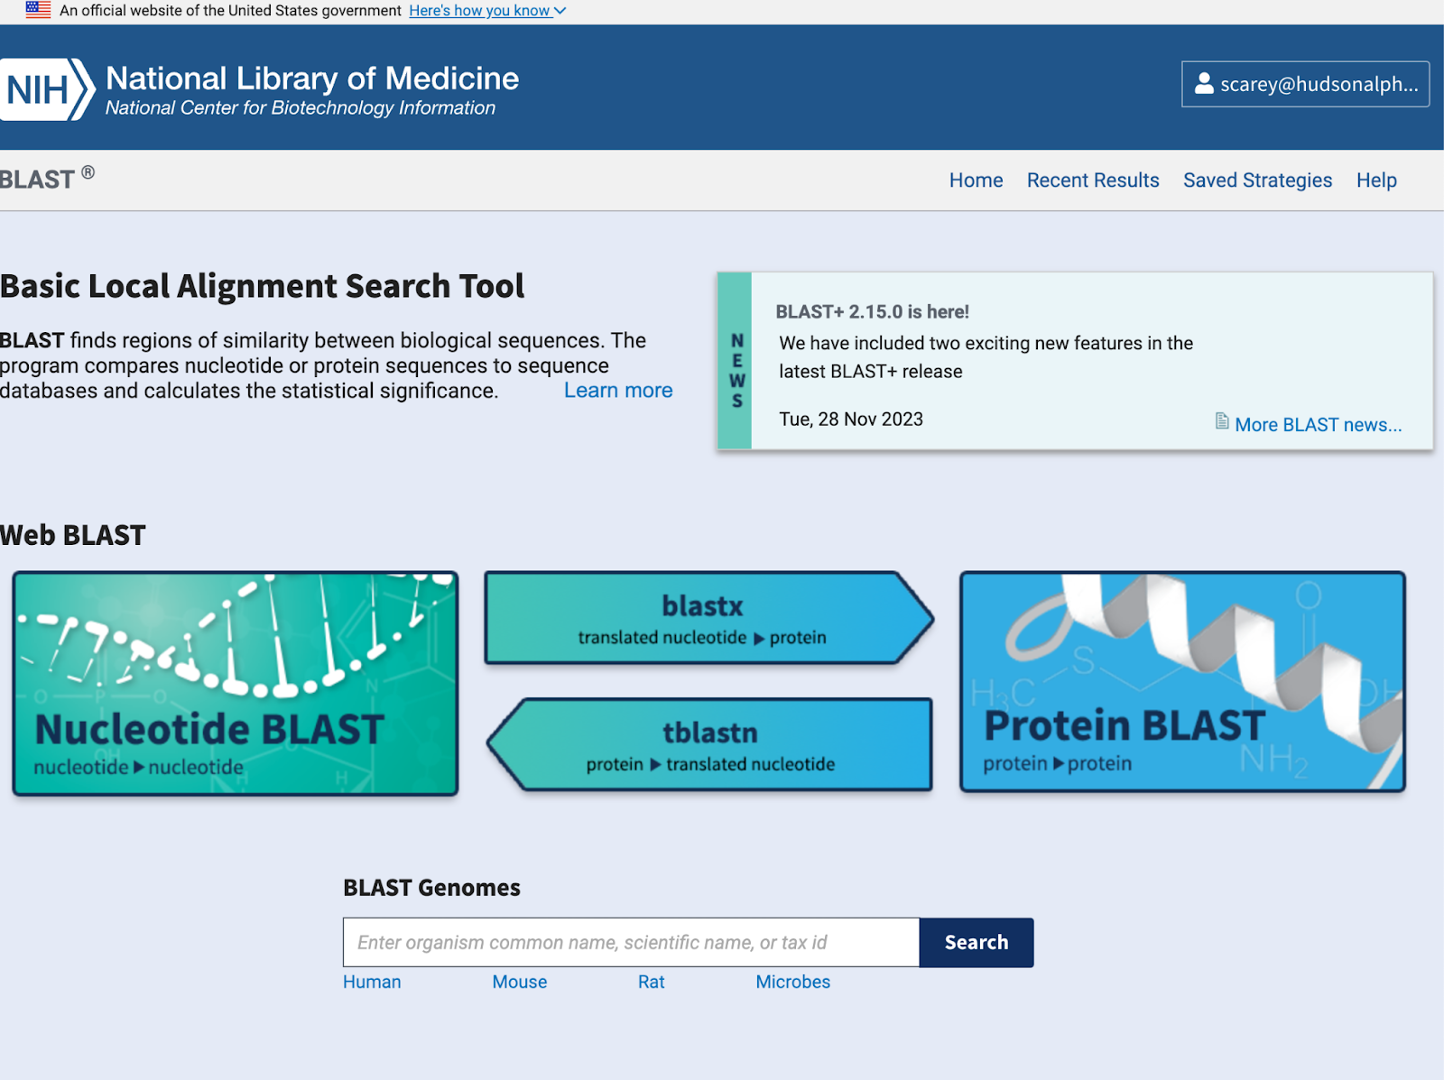 An official website of the United States government Here's how you know
NIH National Library of Medicine
National Center for Biotechnology Information
scarey@hudsonalph...
BLAST ®
Home Recent Results Saved Strategies Help
Basic Local Alignment Search Tool
BLAST finds regions of similarity between biological sequences. The
program compares nucleotide or protein sequences to sequence
databases and calculates the statistical significance. Learn more
NEWS
BLAST+ 2.15.0 is here!
We have included two exciting new features in the
latest BLAST+ release
Tue, 28 Nov 2023
More BLAST news...
Web BLAST
Nucleotide BLAST
nucleotide ▶ nucleotide
blastx
translated nucleotide ▶ protein
tblastn
protein ▶ translated nucleotide
O
S
H₃C
OH
NH₂
Protein BLAST
protein ▶ protein
O P O
N
OH
O
H
H
BLAST Genomes
Enter organism common name, scientific name, or tax id
Search
Human Mouse Rat Microbes